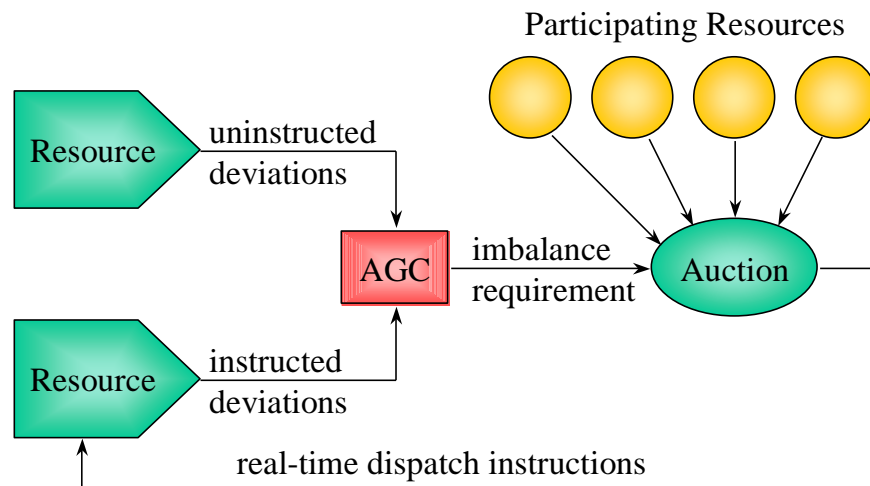 Participating Resources
Resource
uninstructed
deviations
AGC
imbalance
requirement
Auction
Resource
instructed
deviations
real-time dispatch instructions